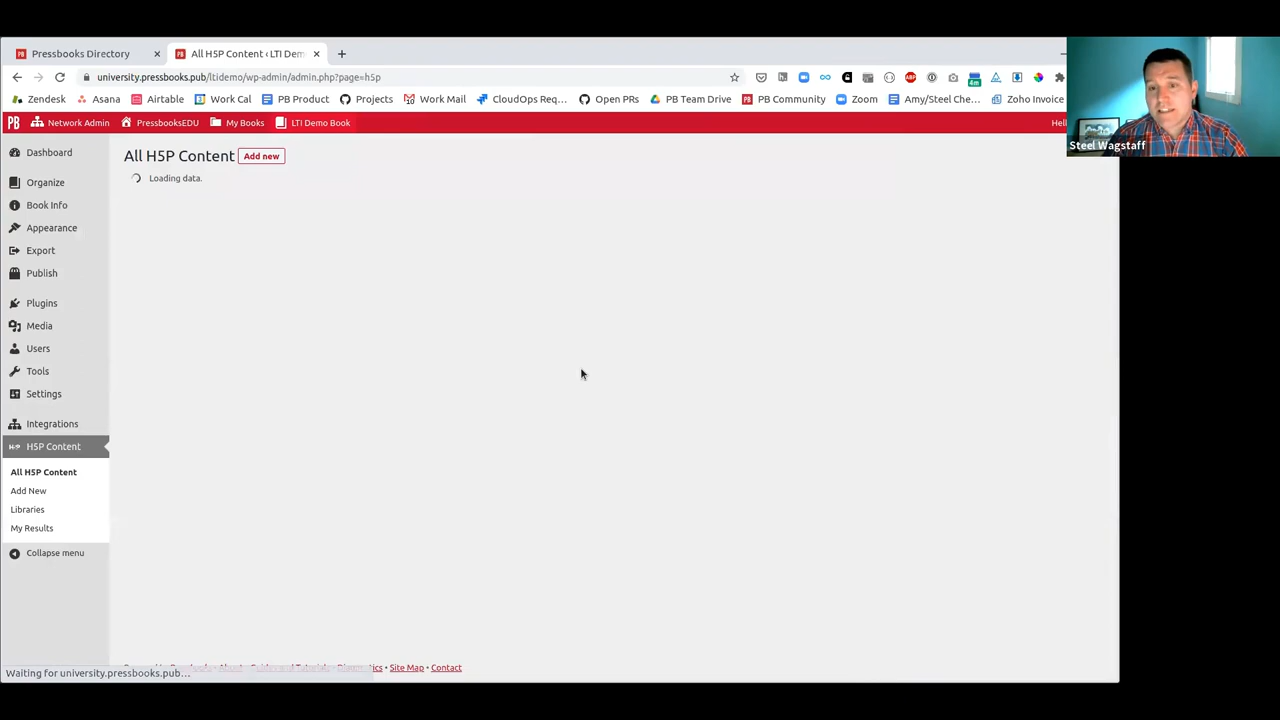 Pressbooks Directory
All H5P Content ‹ LTI Dem
university.pressbooks.pub/ltidemo/wp-admin/admin.php?page=h5p
Zendesk Asana Airtable Work Cal PB Product Projects Work Mail CloudOps Req... Open PRs PB Team Drive PB Community Zoom Amy/Steel Che... Zoho Invoice
PB Network Admin PressbooksEDU My Books LTI Demo Book Hell
Steel Wagstaff
Dashboard
Organize
Book Info
Appearance
Export
Publish
Plugins
Media
Users
Tools
Settings
Integrations
H5P H5P Content
All H5P Content
Add New
Libraries
My Results
Collapse menu
All H5P Content Add new
Loading data.
Site Map • Contact
Waiting for university.pressbooks.pub...